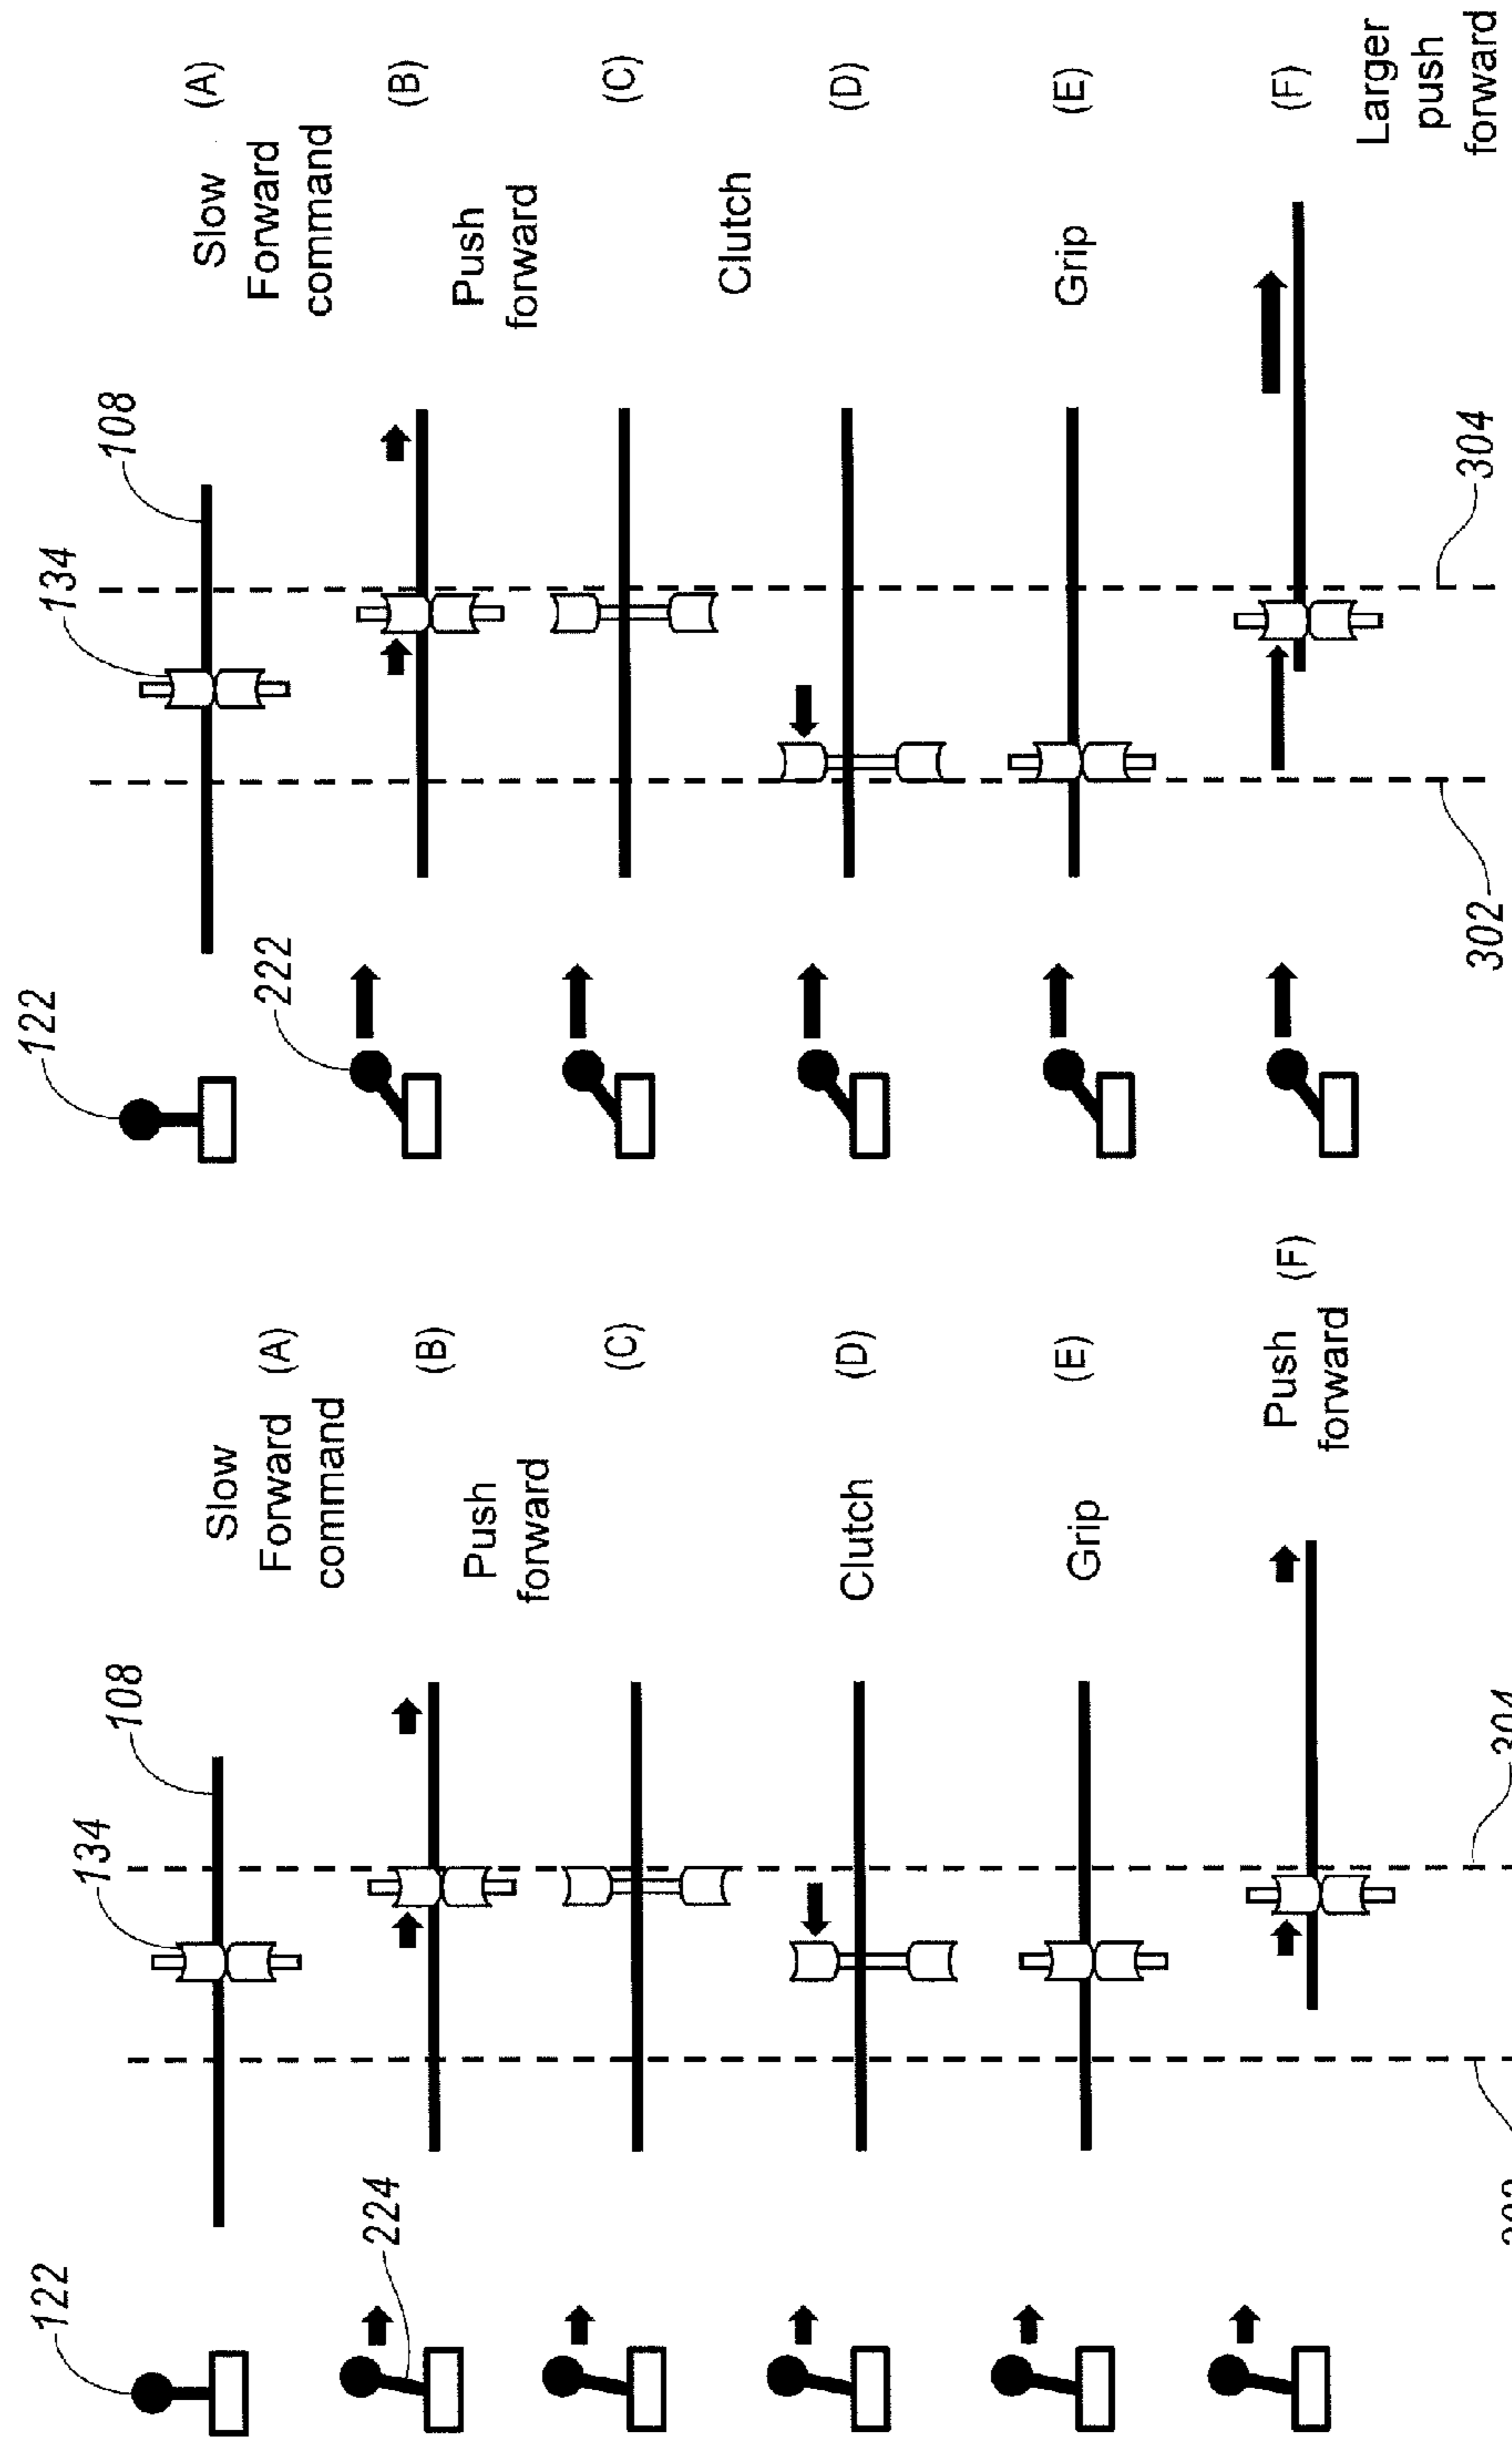 122
134
108
Slow
Forward (A)
command
224
Push
forward
(B)
(C)
Clutch
(D)
Grip
(E)
Push (F)
forward
304
122
134
108
Slow (A)
Forward
command
222
Push
forward
(B)
(C)
Clutch
(D)
Grip
(E)
(F)
Larger
push
forward
302
304